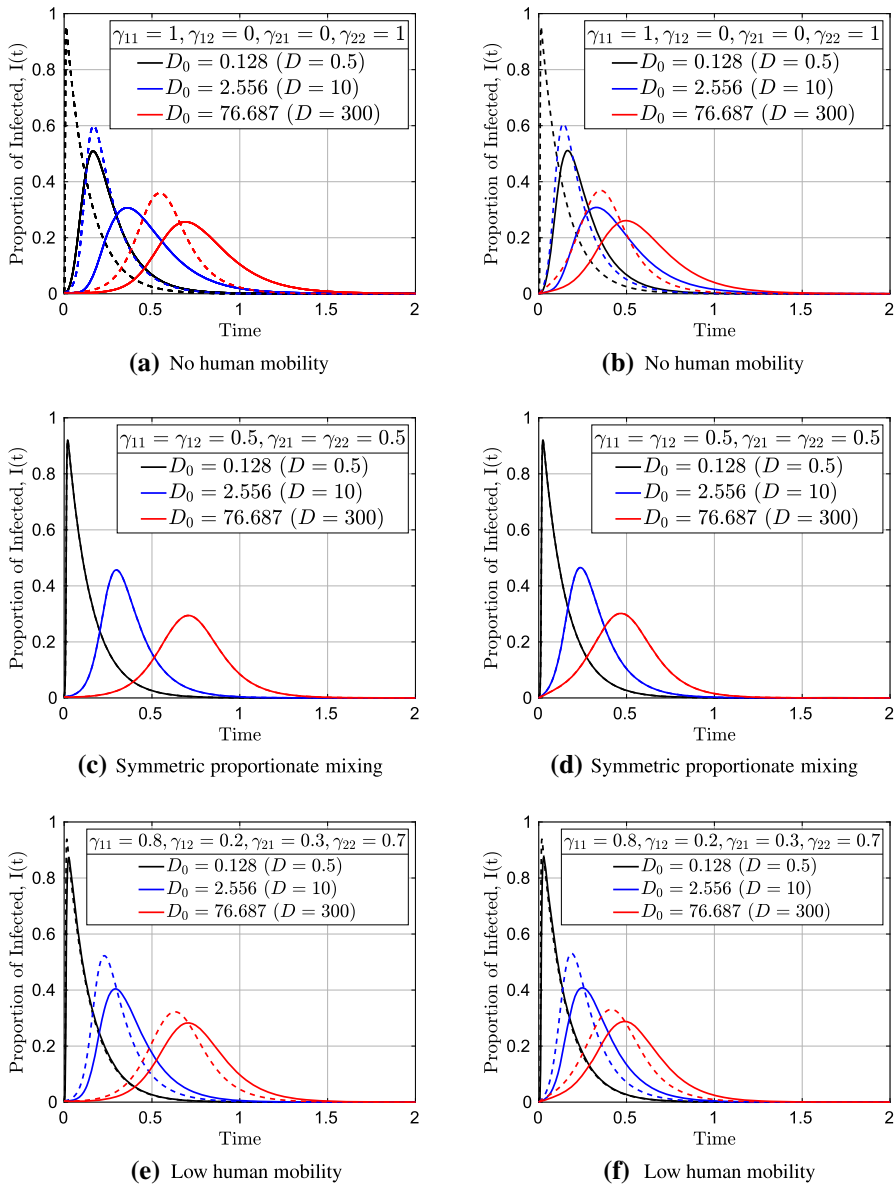 γ11 = 1, γ12 = 0, γ21 = 0, γ22 = 1
D0 = 0.128 (D = 0.5)
D0 = 2.556 (D = 10)
D0 = 76.687 (D = 300)
Proportion of Infected, I(t)
1
0.8
0.6
0.4
0.2
0
0 0.5 1 1.5 2
Time
(a) No human mobility
γ11 = 1, γ12 = 0, γ21 = 0, γ22 = 1
D0 = 0.128 (D = 0.5)
D0 = 2.556 (D = 10)
D0 = 76.687 (D = 300)
Proportion of Infected, I(t)
1
0.8
0.6
0.4
0.2
0
0 0.5 1 1.5 2
Time
(b) No human mobility
γ11 = γ12 = 0.5, γ21 = γ22 = 0.5
D0 = 0.128 (D = 0.5)
D0 = 2.556 (D = 10)
D0 = 76.687 (D = 300)
Proportion of Infected, I(t)
1
0.8
0.6
0.4
0.2
0
0 0.5 1 1.5 2
Time
(c) Symmetric proportionate mixing
γ11 = γ12 = 0.5, γ21 = γ22 = 0.5
D0 = 0.128 (D = 0.5)
D0 = 2.556 (D = 10)
D0 = 76.687 (D = 300)
Proportion of Infected, I(t)
1
0.8
0.6
0.4
0.2
0
0 0.5 1 1.5 2
Time
(d) Symmetric proportionate mixing
γ11 = 0.8, γ12 = 0.2, γ21 = 0.3, γ22 = 0.7
D0 = 0.128 (D = 0.5)
D0 = 2.556 (D = 10)
D0 = 76.687 (D = 300)
Proportion of Infected, I(t)
1
0.8
0.6
0.4
0.2
0
0 0.5 1 1.5 2
Time
(e) Low human mobility
γ11 = 0.8, γ12 = 0.2, γ21 = 0.3, γ22 = 0.7
D0 = 0.128 (D = 0.5)
D0 = 2.556 (D = 10)
D0 = 76.687 (D = 300)
Proportion of Infected, I(t)
1
0.8
0.6
0.4
0.2
0
0 0.5 1 1.5 2
Time
(f) Low human mobility